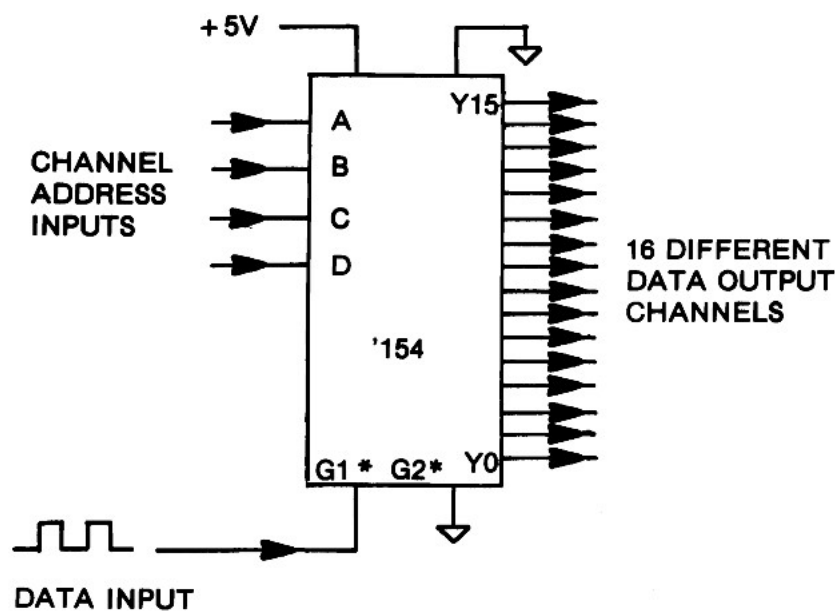 +5V
Y15
A
CHANNEL
ADDRESS
INPUTS
B
C
D
16 DIFFERENT
DATA OUTPUT
CHANNELS
'154
G1* G2* Y0
DATA INPUT